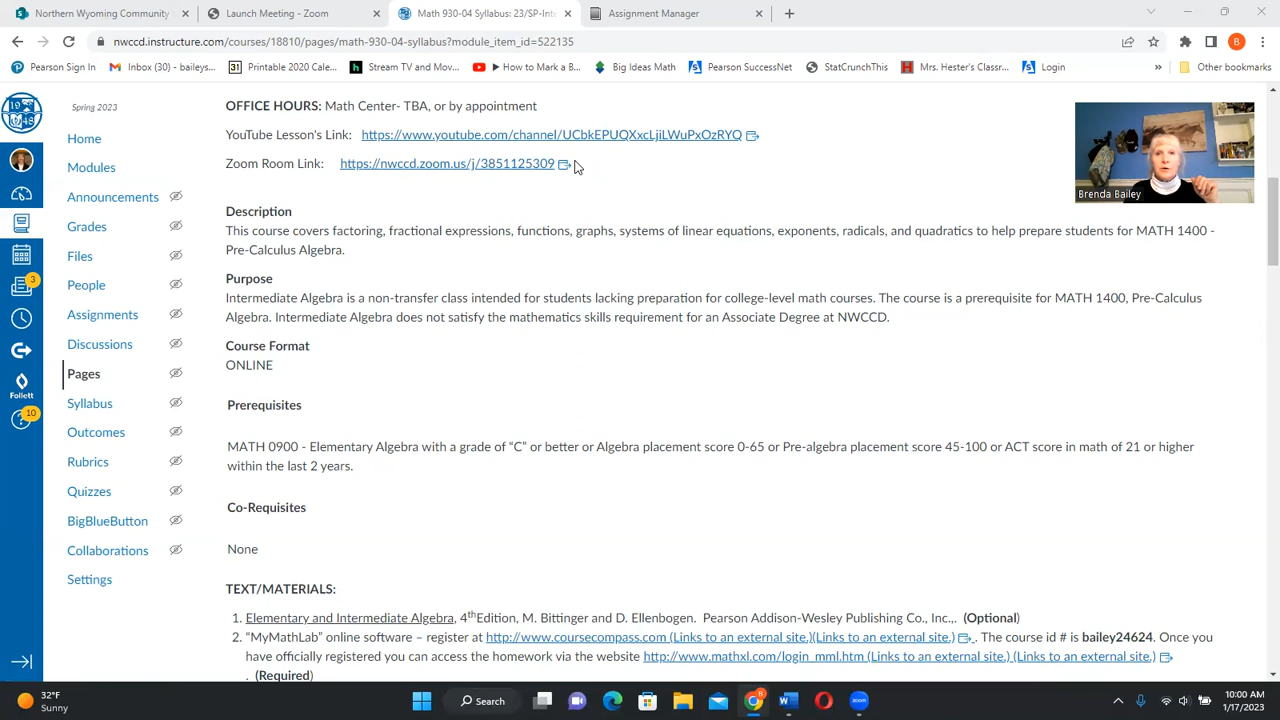 Northern Wyoming Community
Launch Meeting - Zoom
Math 930-04 Syllabus: 23/SP-Inte
Assignment Manager
nwccd.instructure.com/courses/18810/pages/math-930-04-syllabus?module_item_id=522135
Pearson Sign In
Inbox (30) - baileys...
31
Printable 2020 Cale...
h
Stream TV and Mov...
► How to Mark a B...
Big Ideas Math
Pearson SuccessNet
StatCrunchThis
Mrs. Hester's Classr...
Login
»
Other bookmarks
B
19
48
Spring 2023
Home
Modules
Announcements
Grades
Files
People
Assignments
Discussions
Pages
Syllabus
Outcomes
Rubrics
Quizzes
BigBlueButton
Collaborations
Settings
3
Follett
10
OFFICE HOURS: Math Center- TBA, or by appointment
YouTube Lesson's Link: https://www.youtube.com/channel/UCbkEPUQXxcLjiLWuPxOzRYQ
Zoom Room Link: https://nwccd.zoom.us/j/3851125309
Brenda Bailey
Description
This course covers factoring, fractional expressions, functions, graphs, systems of linear equations, exponents, radicals, and quadratics to help prepare students for MATH 1400 -
Pre-Calculus Algebra.
Purpose
Intermediate Algebra is a non-transfer class intended for students lacking preparation for college-level math courses. The course is a prerequisite for MATH 1400, Pre-Calculus
Algebra. Intermediate Algebra does not satisfy the mathematics skills requirement for an Associate Degree at NWCCD.
Course Format
ONLINE
Prerequisites
MATH 0900 - Elementary Algebra with a grade of “C” or better or Algebra placement score 0-65 or Pre-algebra placement score 45-100 or ACT score in math of 21 or higher
within the last 2 years.
Co-Requisites
None
TEXT/MATERIALS:
1. Elementary and Intermediate Algebra, 4thEdition, M. Bittinger and D. Ellenbogen. Pearson Addison-Wesley Publishing Co., Inc.,. (Optional)
2. “MyMathLab” online software – register at http://www.coursecompass.com (Links to an external site.)(Links to an external site.) . The course id # is bailey24624. Once you
have officially registered you can access the homework via the website http://www.mathxl.com/login_mml.htm (Links to an external site.) (Links to an external site.)
. (Required)
32°F
Sunny
Search
zoom
10:00 AM
1/17/2023